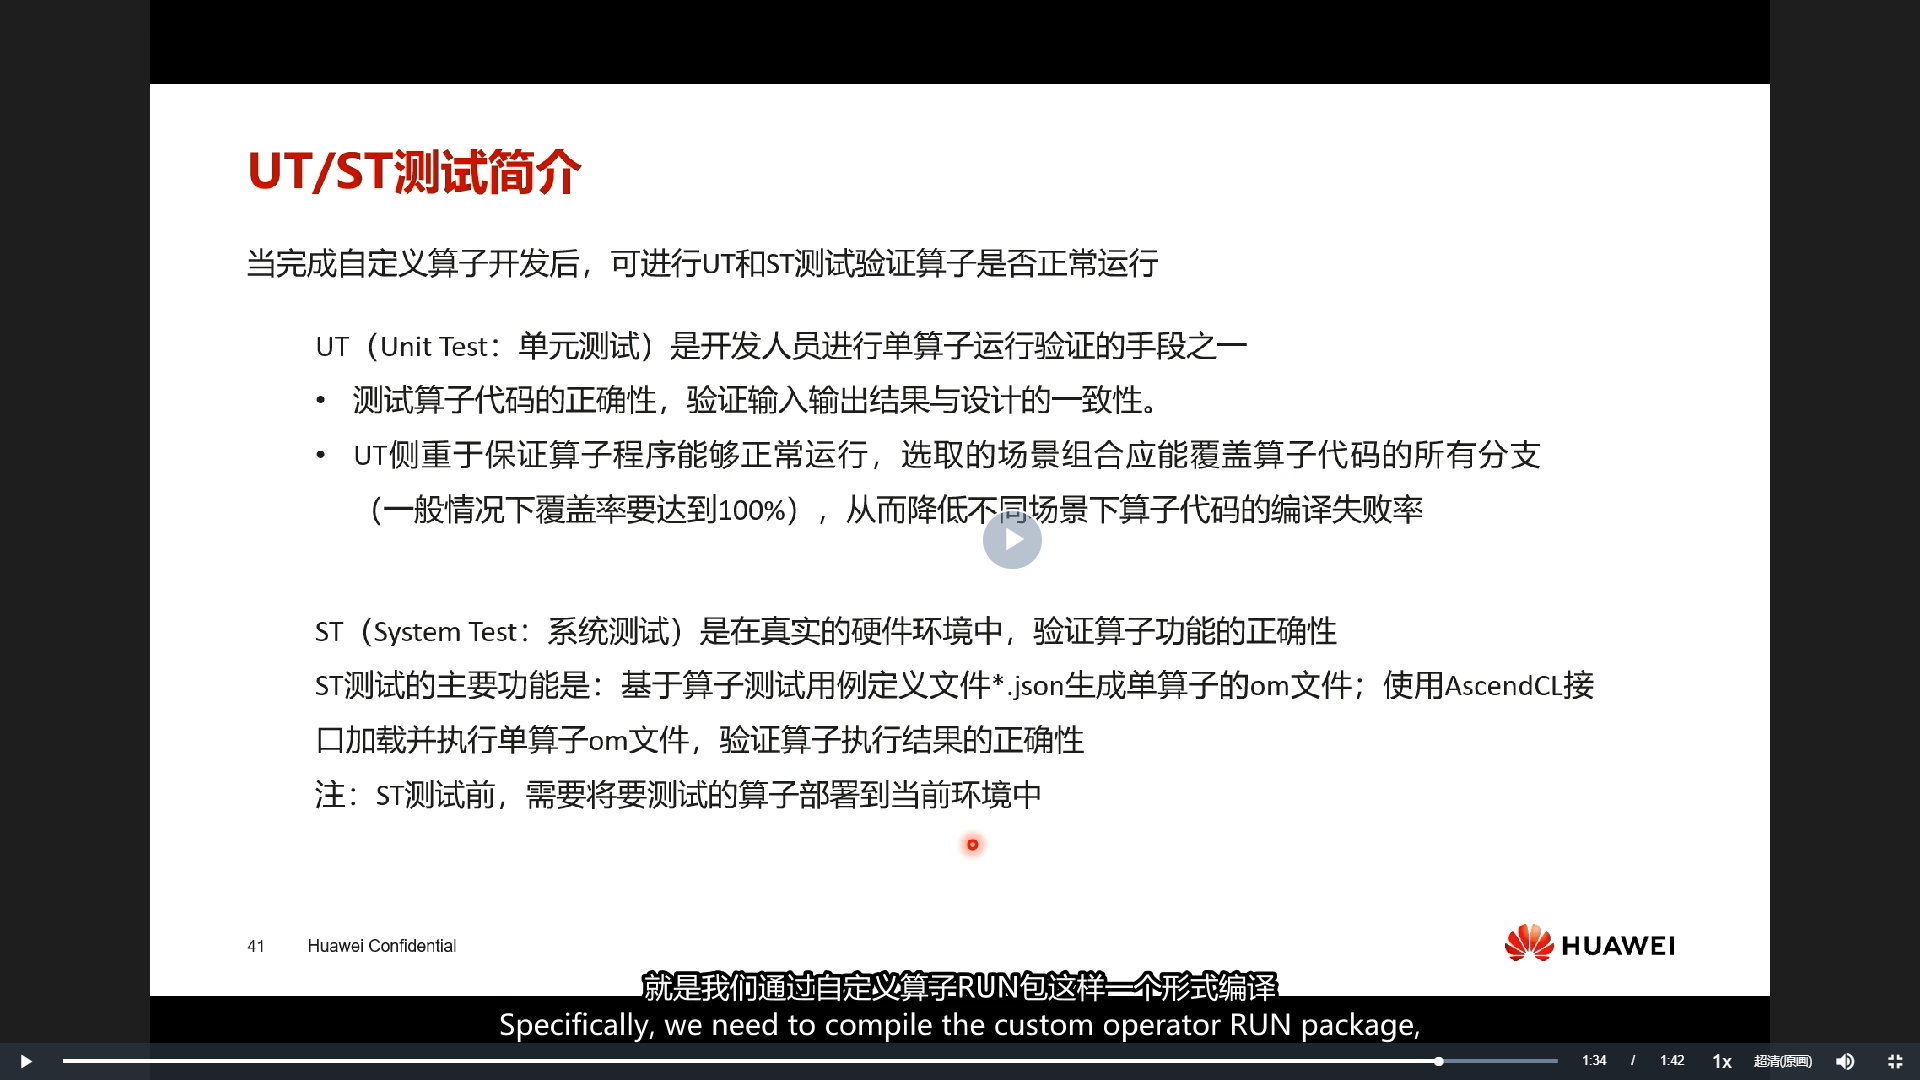 UT/ST测试简介
当完成自定义算子开发后，可进行UT和ST测试验证算子是否正常运行
UT（Unit Test：单元测试）是开发人员进行单算子运行验证的手段之一
• 测试算子代码的正确性，验证输入输出结果与设计的一致性。
• UT侧重于保证算子程序能够正常运行，选取的场景组合应能覆盖算子代码的所有分支
（一般情况下覆盖率要达到100%），从而降低不同场景下算子代码的编译失败率
ST（System Test：系统测试）是在真实的硬件环境中，验证算子功能的正确性
ST测试的主要功能是：基于算子测试用例定义文件*.json生成单算子的om文件；使用AscendCL接
口加载并执行单算子om文件，验证算子执行结果的正确性
注：ST测试前，需要将要测试的算子部署到当前环境中
41 Huawei Confidential
HUAWEI
就是我们通过自定义算子RUN包这样一个形式编译
Specifically, we need to compile the custom operator RUN package,
1:34 / 1:42 1x 超清(原画)